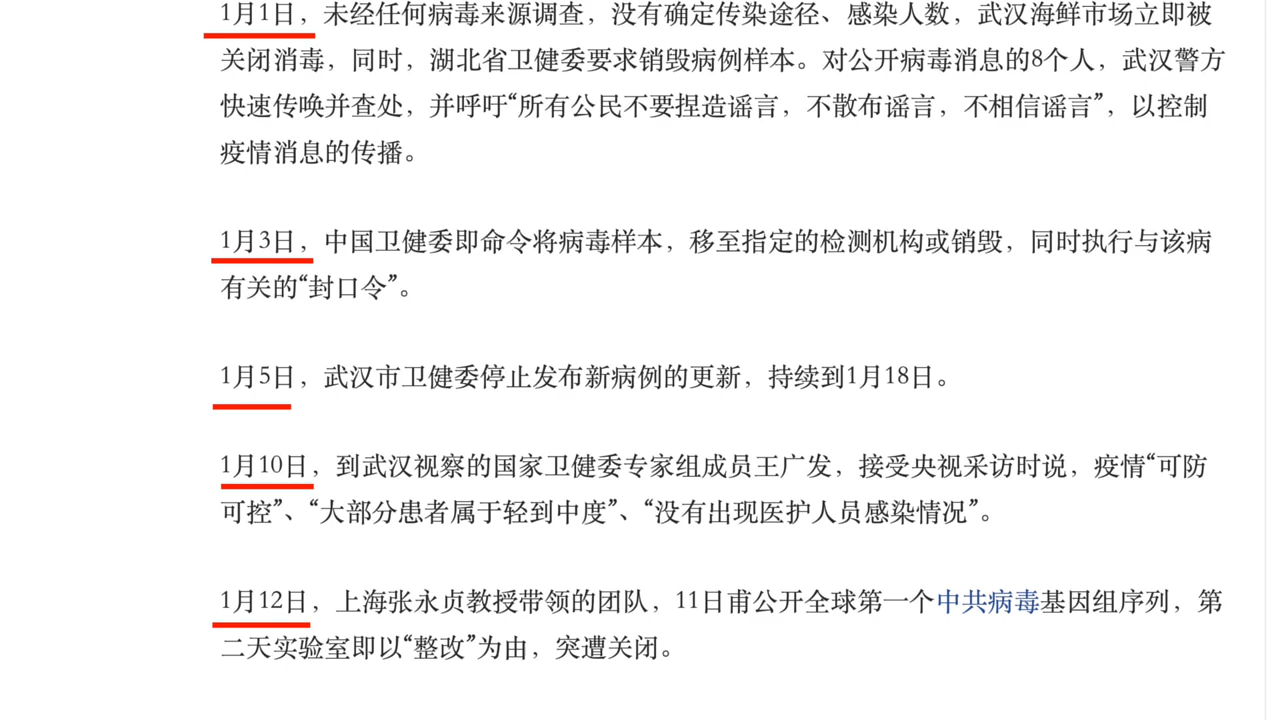 1月1日，未经任何病毒来源调查，没有确定传染途径、感染人数，武汉海鲜市场立即被
关闭消毒，同时，湖北省卫健委要求销毁病例样本。对公开病毒消息的8个人，武汉警方
快速传唤并查处，并呼吁“所有公民不要捏造谣言，不散布谣言，不相信谣言”，以控制
疫情消息的传播。
1月3日，中国卫健委即命令将病毒样本，移至指定的检测机构或销毁，同时执行与该病
有关的“封口令”。
1月5日，武汉市卫健委停止发布新病例的更新，持续到1月18日。
1月10日，到武汉视察的国家卫健委专家组成员王广发，接受央视采访时说，疫情“可防
可控”、“大部分患者属于轻到中度”、“没有出现医护人员感染情况”。
1月12日，上海张永贞教授带领的团队，11日甫公开全球第一个中共病毒基因组序列，第
二天实验室即以“整改”为由，突遭关闭。